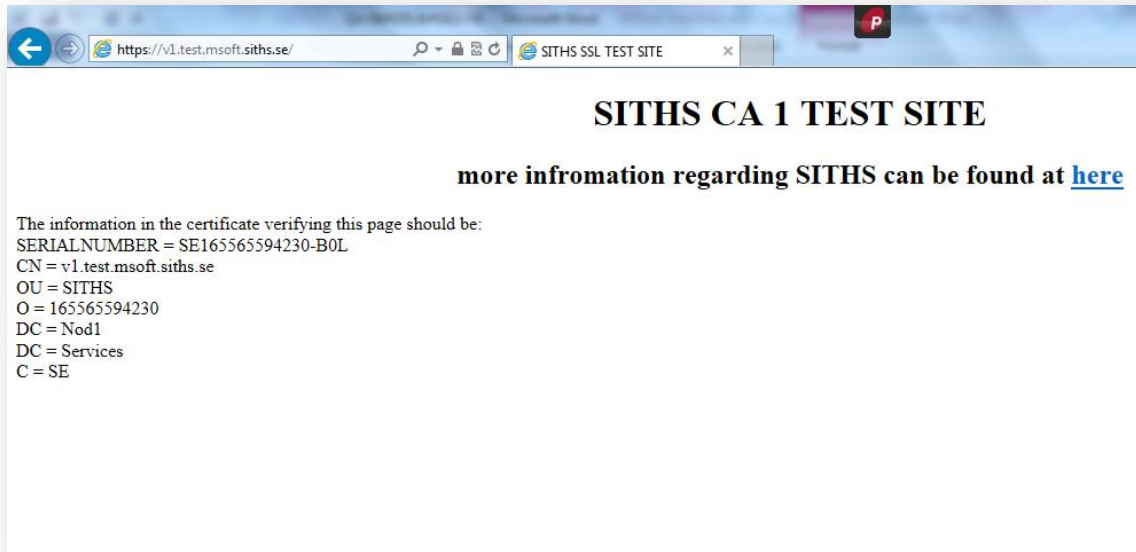 https://v1.test.msoft.siths.se/
SITHS SSL TEST SITE
SITHS CA 1 TEST SITE
more infromation regarding SITHS can be found at here
The information in the certificate verifying this page should be:
SERIALNUMBER = SE165565594230-B0L
CN = v1.test.msoft.siths.se
OU = SITHS
O = 165565594230
DC = Nod1
DC = Services
C = SE